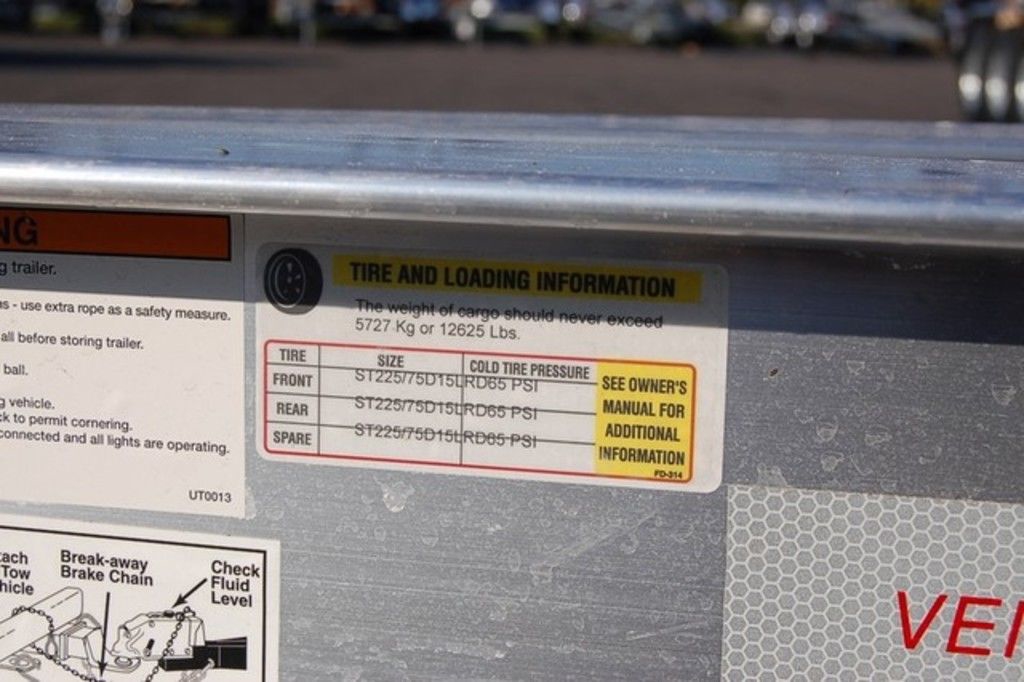 NG
g trailer.
ns - use extra rope as a safety measure.
all before storing trailer.
ball.
g vehicle.
ck to permit cornering.
connected and all lights are operating.
UT0013
TIRE AND LOADING INFORMATION
The weight of cargo should never exceed
5727 Kg or 12625 Lbs.
TIRE SIZE COLD TIRE PRESSURE
FRONT ST225/75D15LRD65 PSI
REAR ST225/75D15LRD65 PSI
SPARE ST225/75D15LRD65 PSI
SEE OWNER'S
MANUAL FOR
ADDITIONAL
INFORMATION
FD-314
tach
Tow
hicle
Break-away
Brake Chain
Check
Fluid
Level
VE